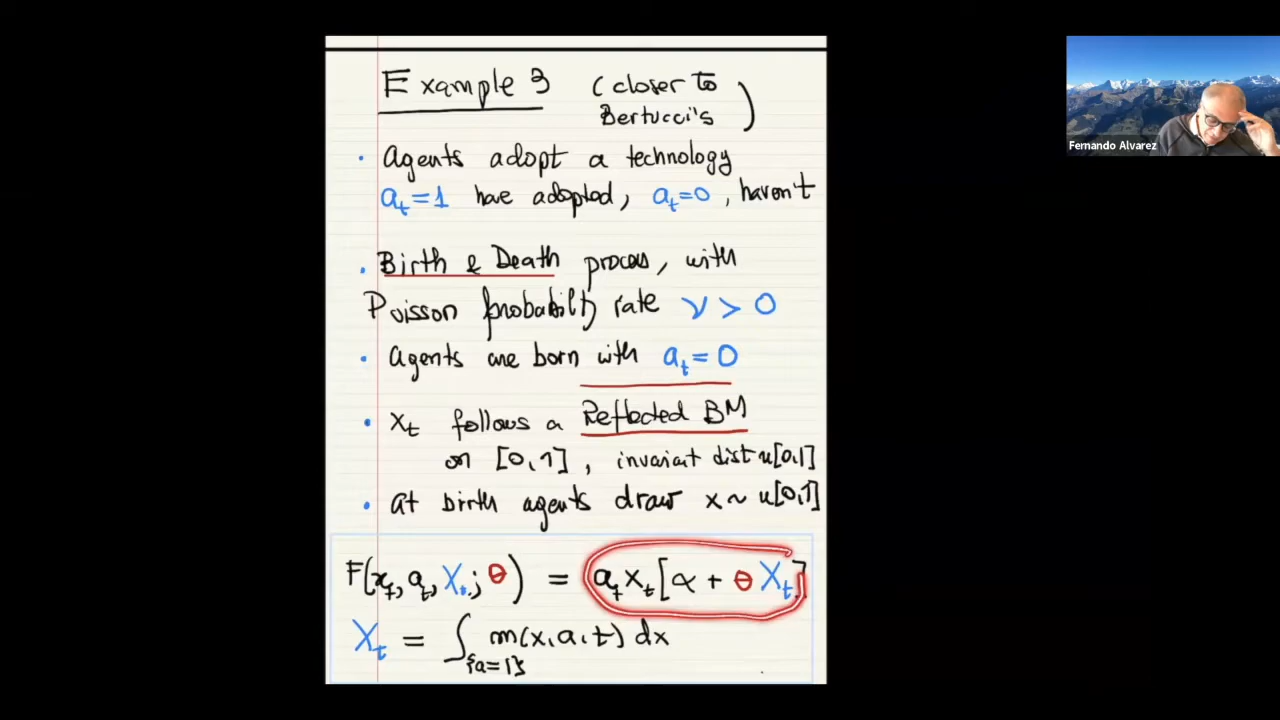 Example 3 (closer to
Bertucci's)
• Agents adopt a technology
a_t = 1 have adopted, a_t = 0, haven't
• Birth & Death proces, with
Poisson probability rate ν > 0
• Agents are born with a_t = 0
• x_t follows a Reflected BM
on [0,1], invariant dist u[0,1]
• at birth agents draw x ~ u[0,1]
F(x_t, a_t, X_t; θ) = a_t x_t [α + θ X_t]
X_t = ∫_{a=1} m(x,a,t) dx
Fernando Alvarez